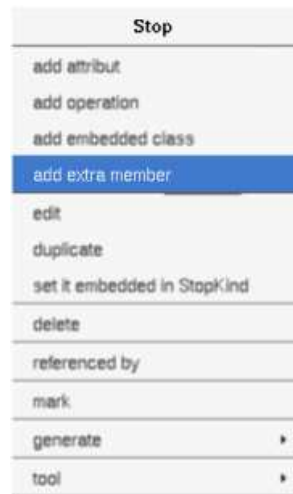 Stop
add attribut
add operation
add embedded class
add extra member
edit
duplicate
set it embedded in StopKind
delete
referenced by
mark
generate
tool